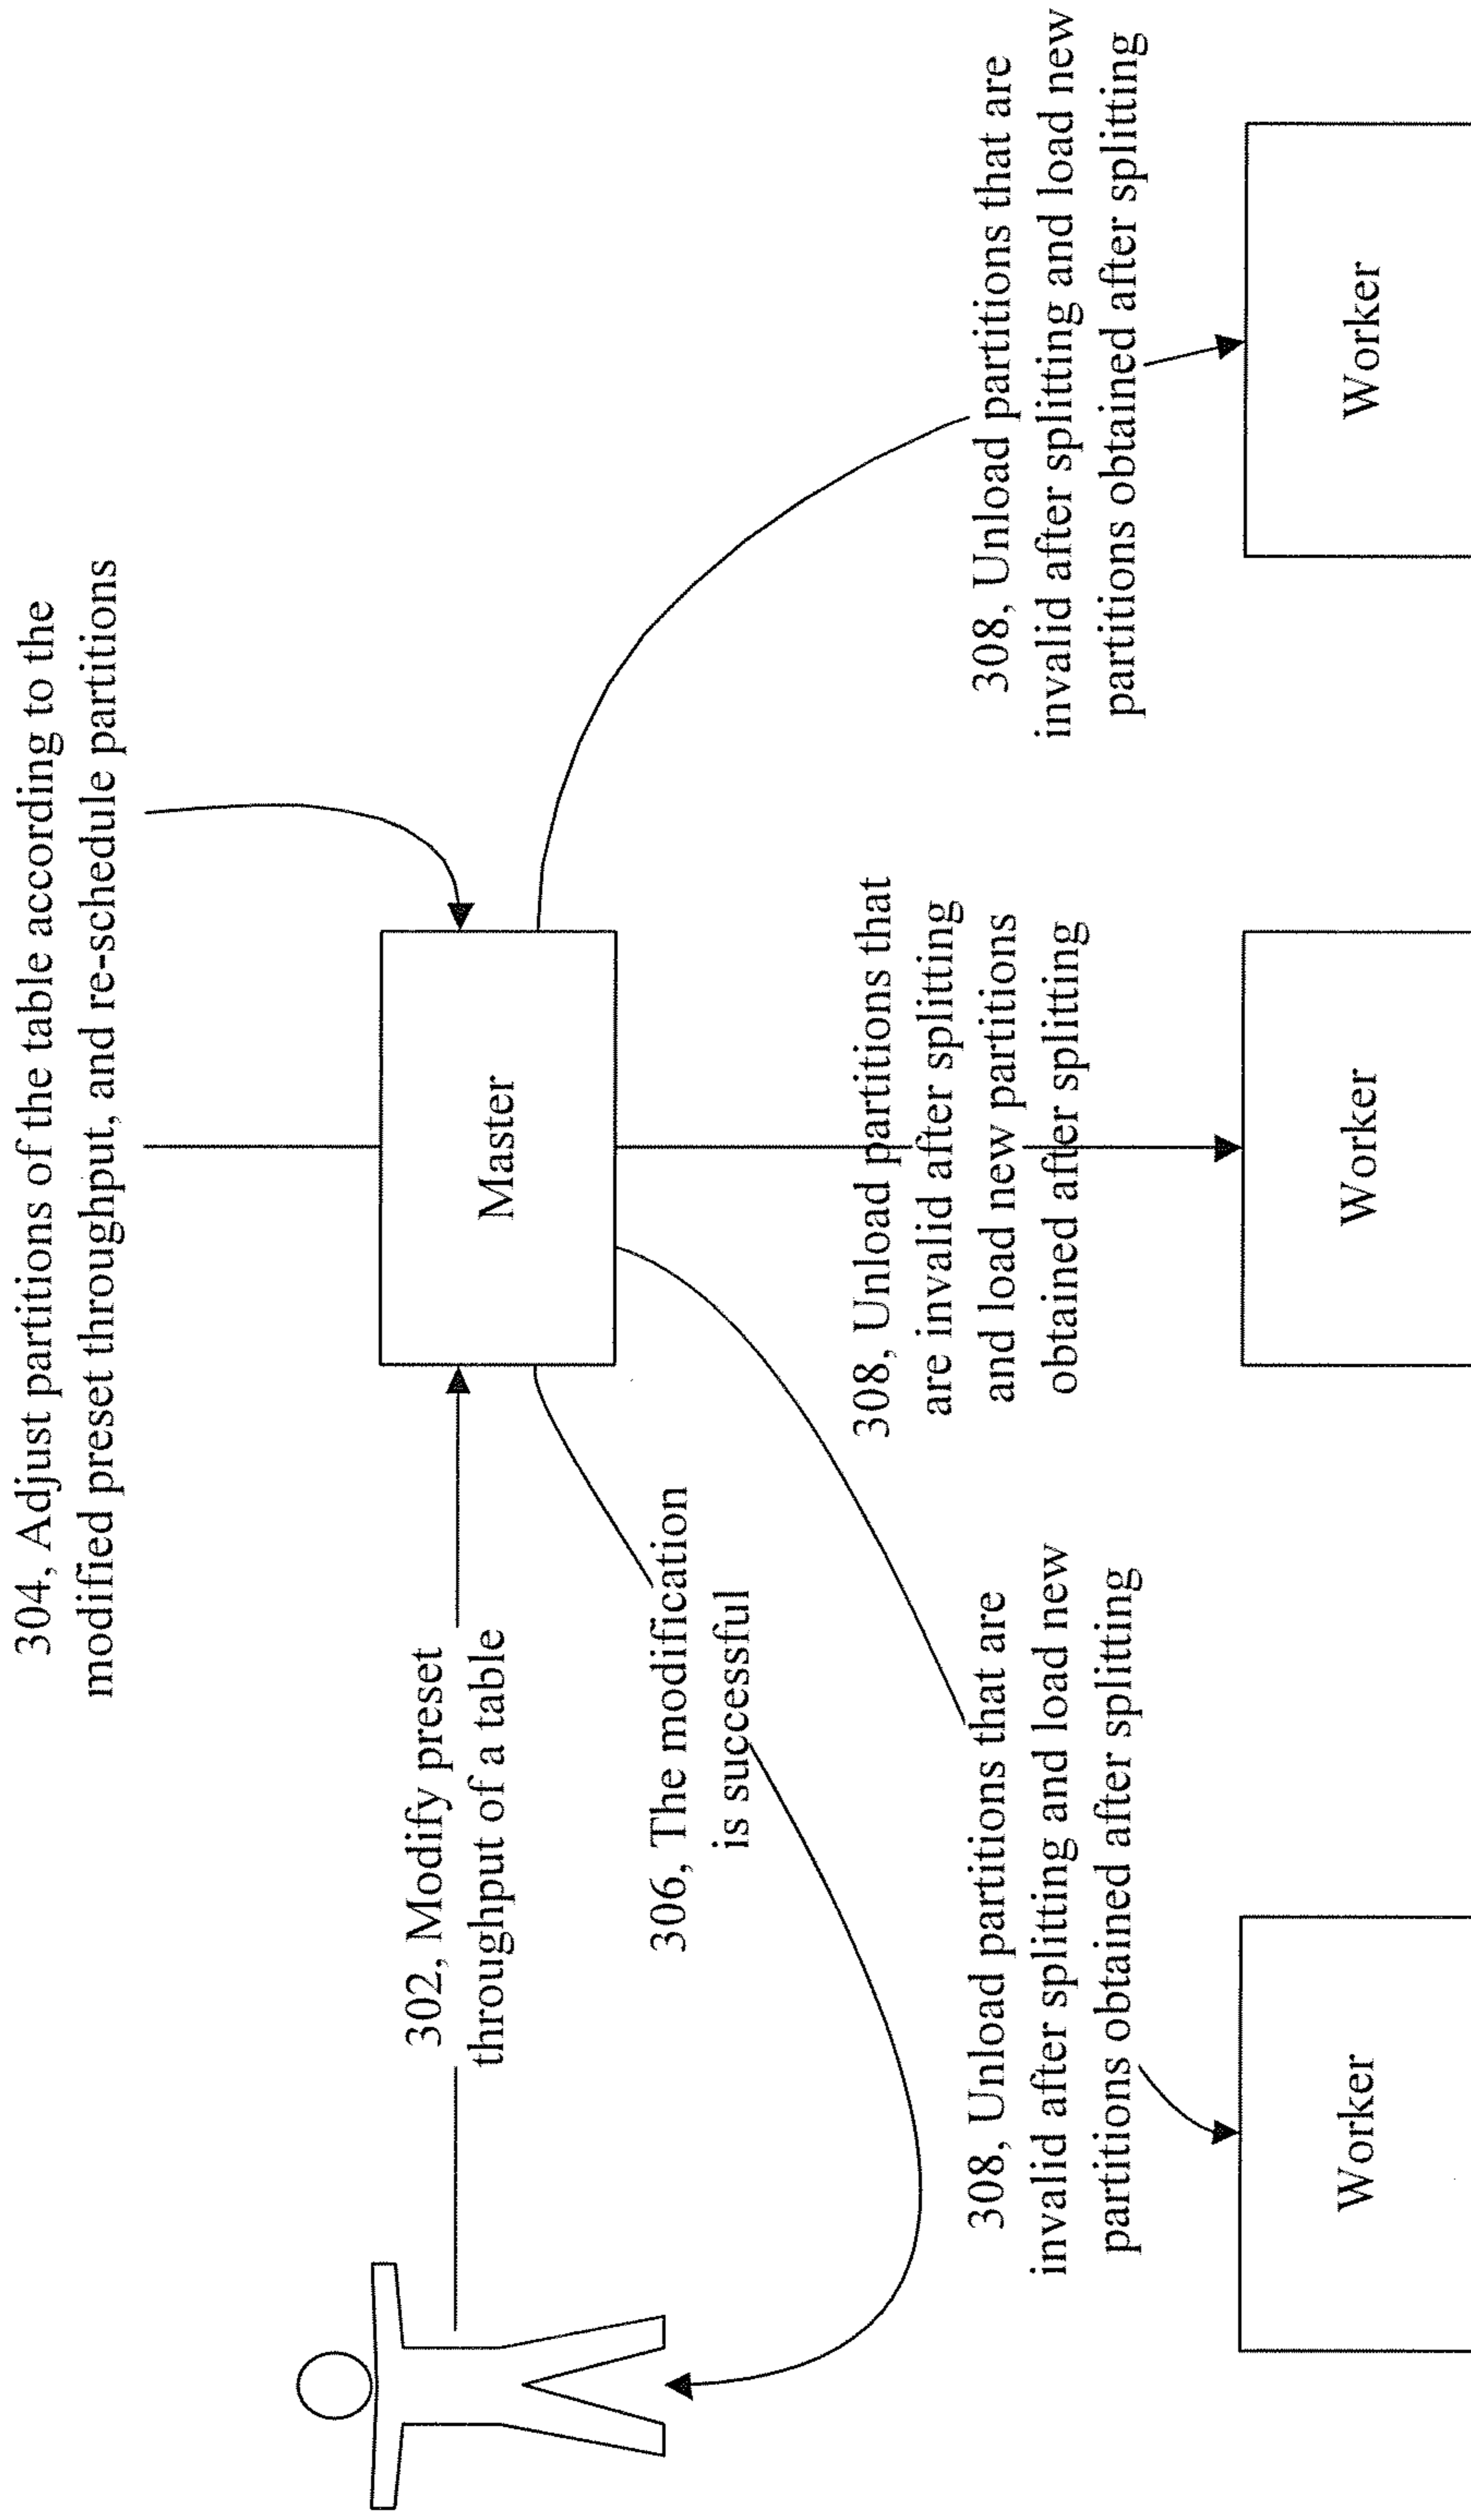 304, Adjust partitions of the table according to the
modified preset throughput, and re-schedule partitions
302, Modify preset
throughput of a table
Master
306, The modification
is successful
308, Unload partitions that are
invalid after splitting and load new
partitions obtained after splitting
308, Unload partitions that
are invalid after splitting
and load new partitions
obtained after splitting
308, Unload partitions that are
invalid after splitting and load new
partitions obtained after splitting
Worker
Worker
Worker